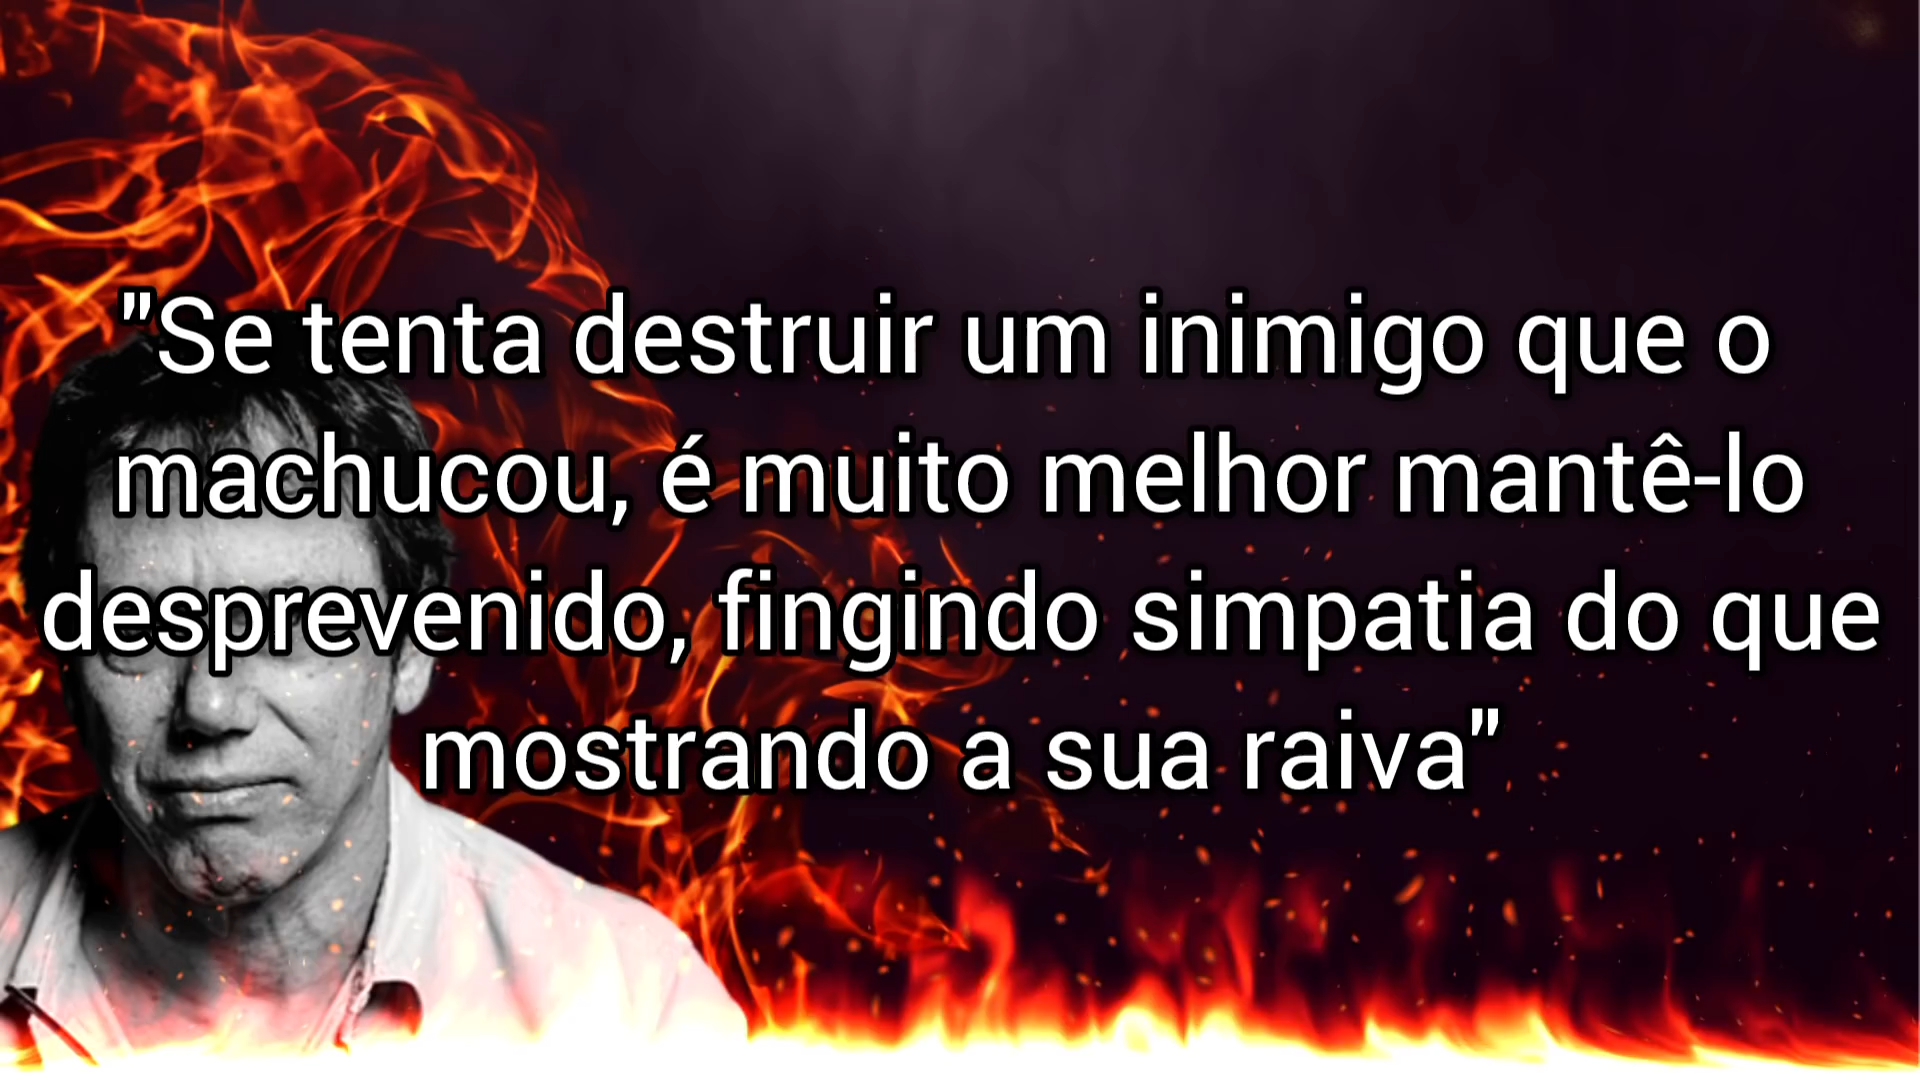 "Se tenta destruir um inimigo que o
machucou, é muito melhor mantê-lo
desprevenido, fingindo simpatia do que
mostrando a sua raiva"